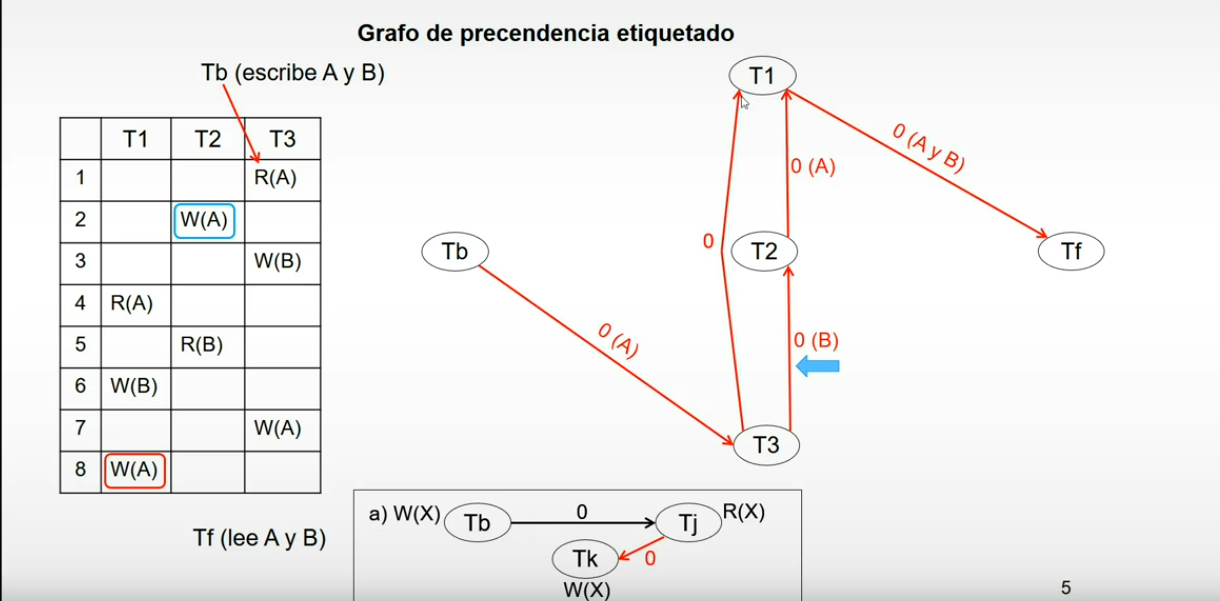 Grafo de precendencia etiquetado
Tb (escribe A y B)
T1 T2 T3
1 R(A)
2 W(A)
3 W(B)
4 R(A)
5 R(B)
6 W(B)
7 W(A)
8 W(A)
Tf (lee A y B)
T1
0 (A y B)
0 (A)
0
T2
Tb
Tf
0 (A)
0 (B)
T3
a) W(X) Tb 0 Tj R(X)
Tk 0
W(X)
5